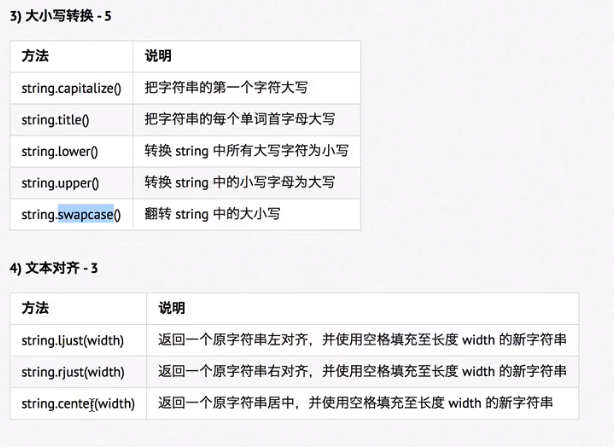 3) 大小写转换 - 5
方法 说明
string.capitalize() 把字符串的第一个字符大写
string.title() 把字符串的每个单词首字母大写
string.lower() 转换 string 中所有大写字符为小写
string.upper() 转换 string 中的小写字母为大写
string.swapcase() 翻转 string 中的大小写
4) 文本对齐 - 3
方法 说明
string.ljust(width) 返回一个原字符串左对齐，并使用空格填充至长度 width 的新字符串
string.rjust(width) 返回一个原字符串右对齐，并使用空格填充至长度 width 的新字符串
string.center(width) 返回一个原字符串居中，并使用空格填充至长度 width 的新字符串